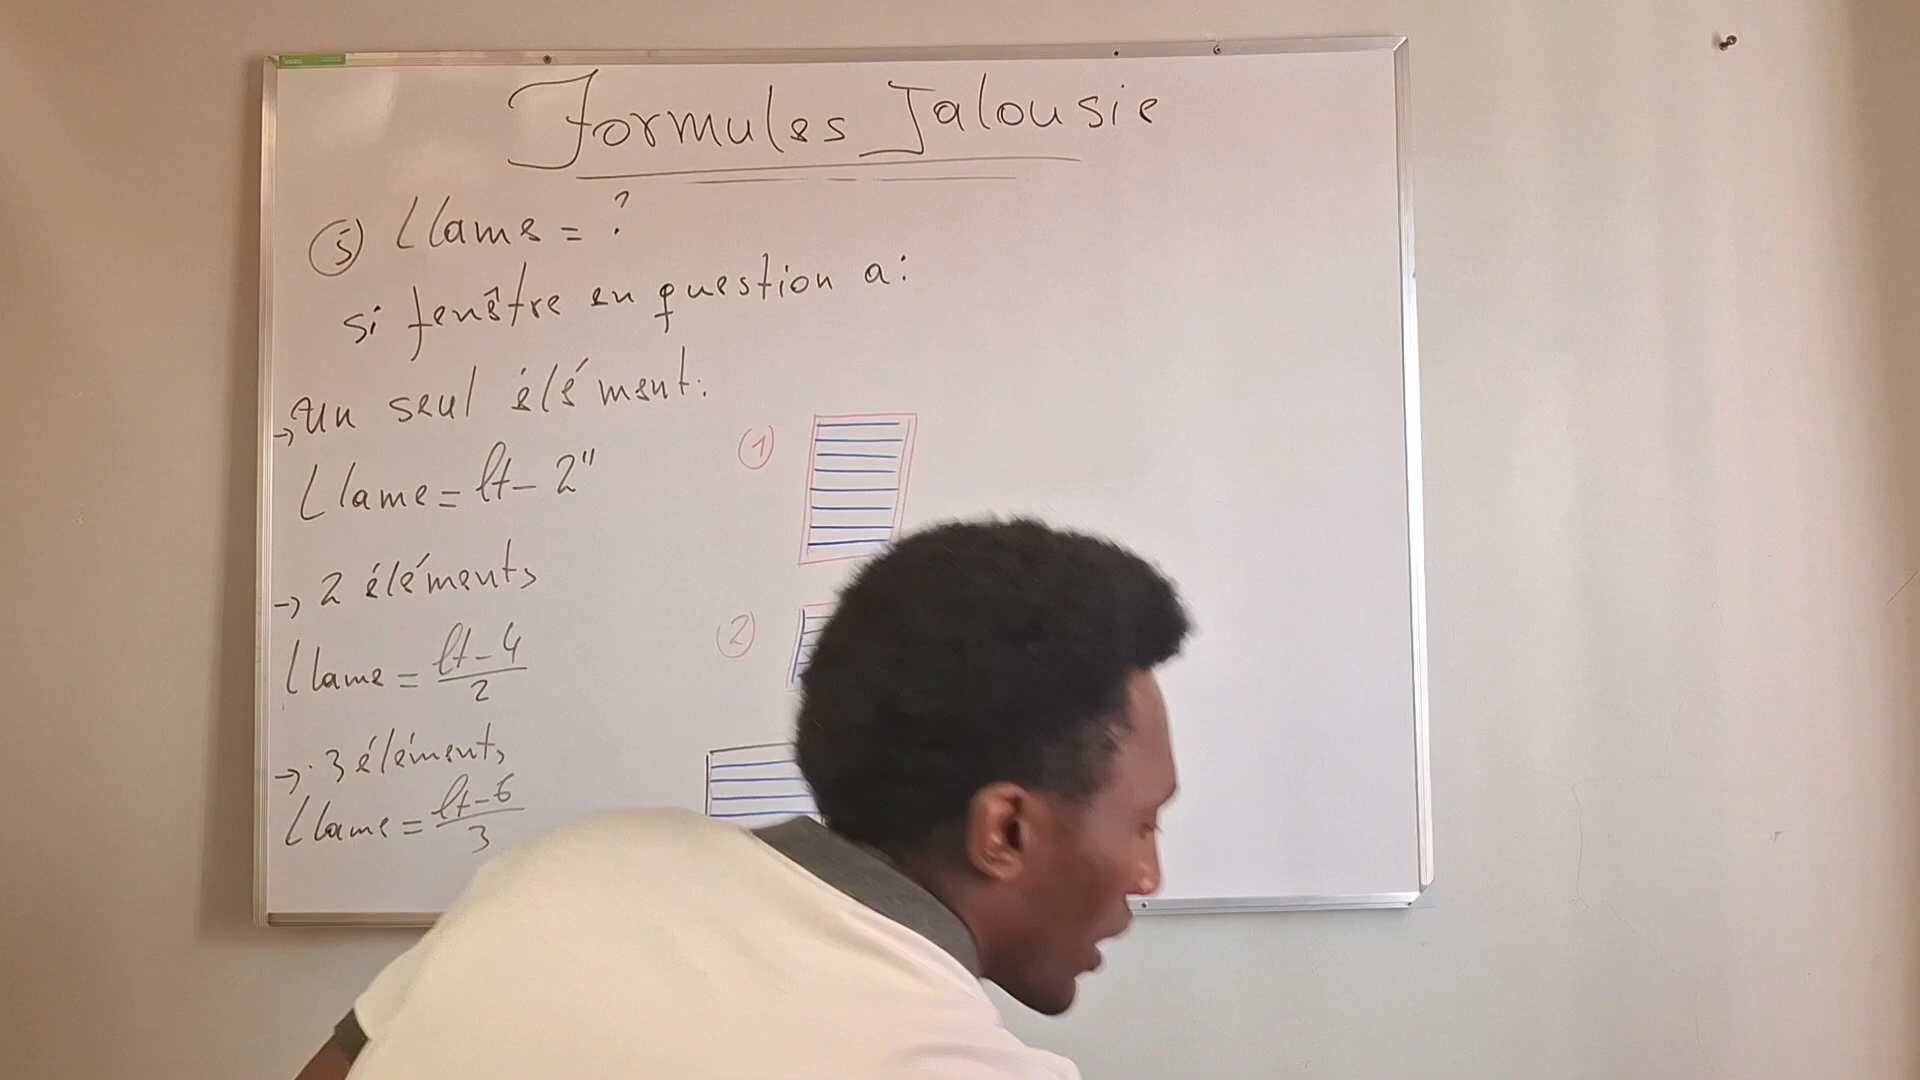 Formules Jalousie
5) Llame = ?
si fenêtre en question a:
→ un seul élément:
Llame = lt - 2"
→ 2 éléments
Llame = lt - 4
2
→ 3 éléments
Llame = lt - 6
3
1
2